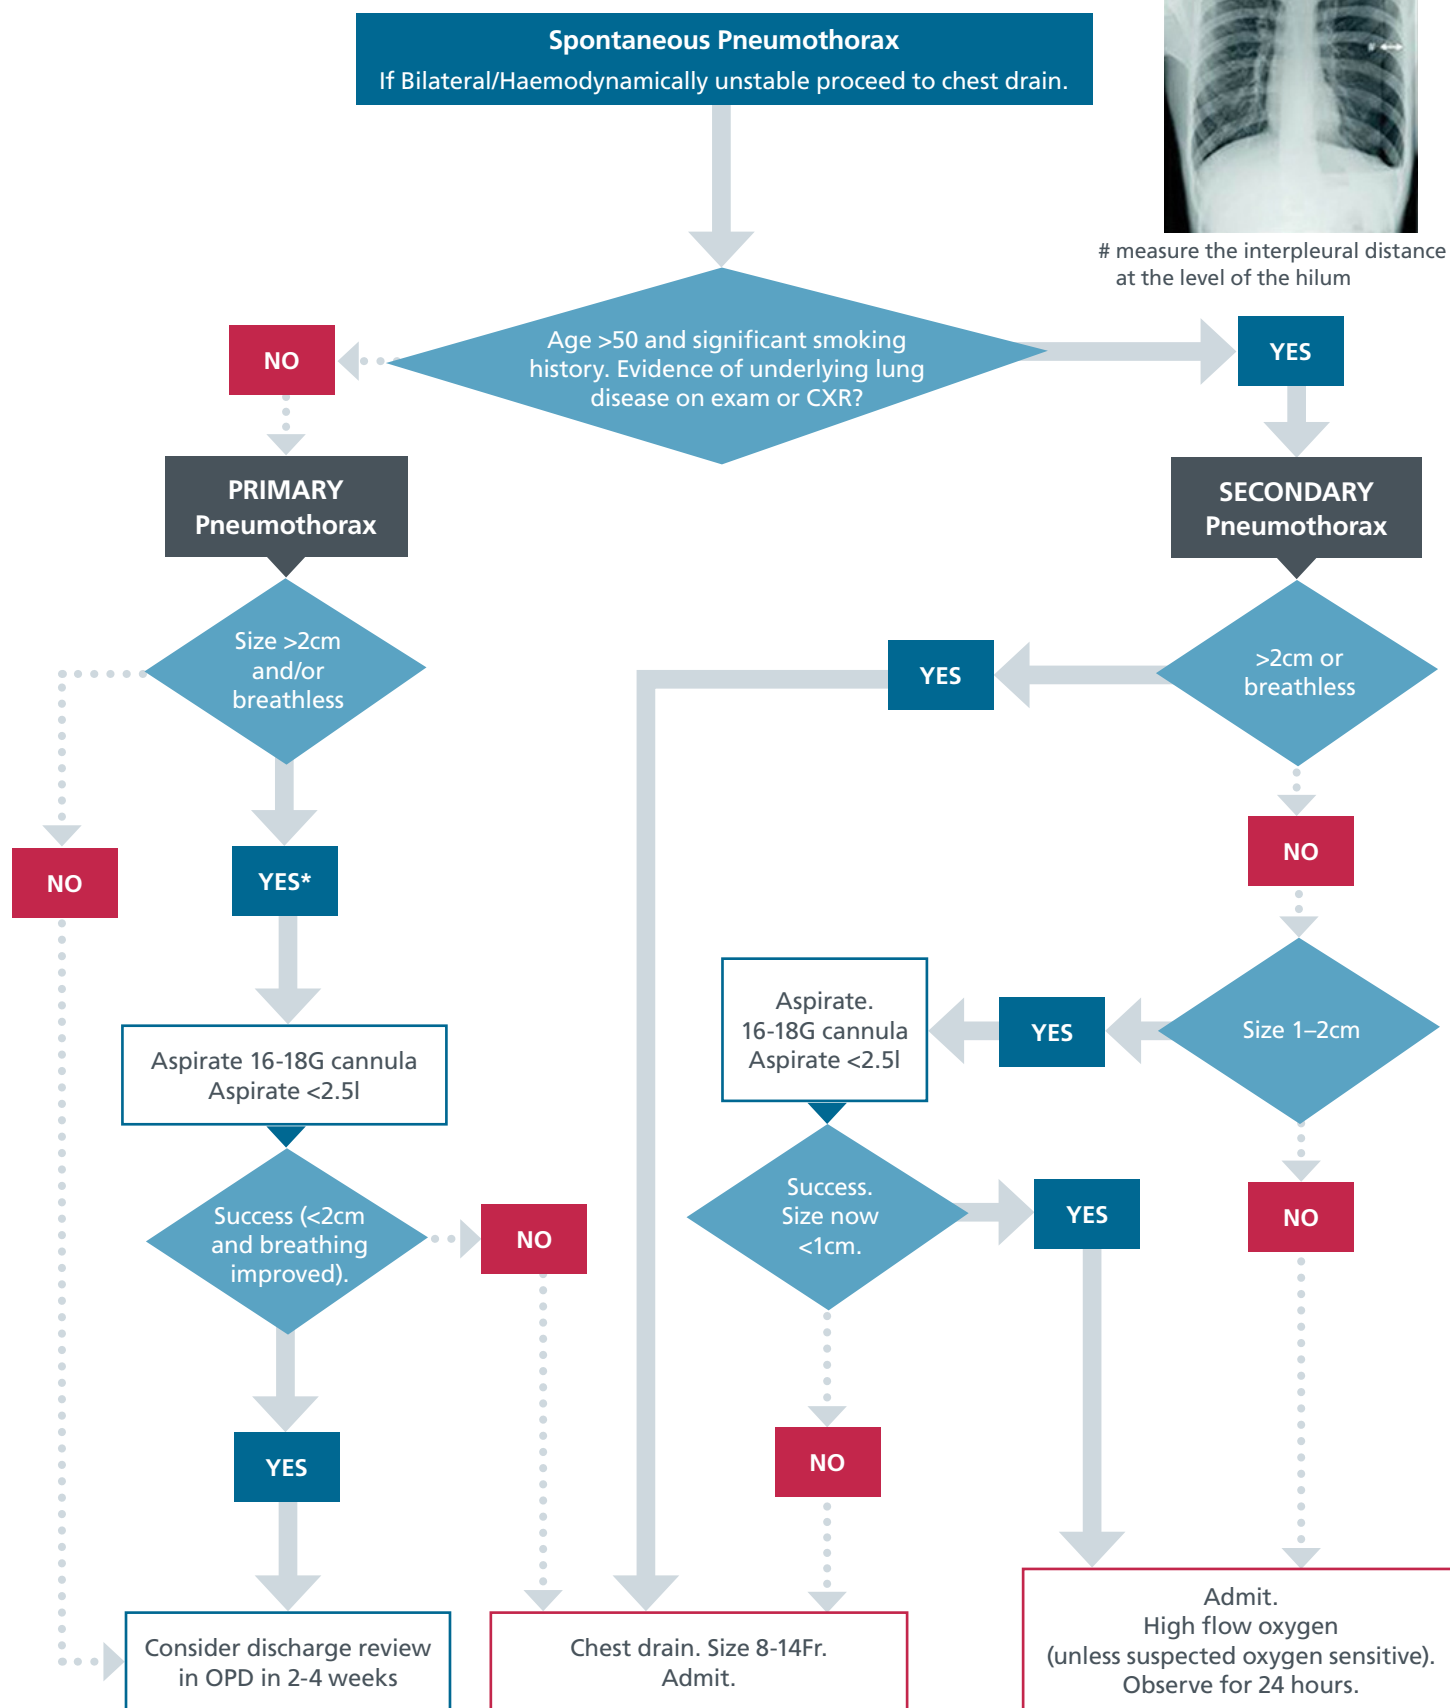 Spontaneous Pneumothorax
If Bilateral/Haemodynamically unstable proceed to chest drain.
# measure the interpleural distance
at the level of the hilum
Age >50 and significant smoking
history. Evidence of underlying lung
disease on exam or CXR?
NO
YES
PRIMARY
Pneumothorax
SECONDARY
Pneumothorax
Size >2cm
and/or
breathless
YES
>2cm or
breathless
NO
YES*
NO
Aspirate.
16-18G cannula
Aspirate <2.5l
YES
Size 1–2cm
Aspirate 16-18G cannula
Aspirate <2.5l
Success (<2cm
and breathing
improved).
NO
Success.
Size now
<1cm.
YES
NO
YES
NO
Consider discharge review
in OPD in 2-4 weeks
Chest drain. Size 8-14Fr.
Admit.
Admit.
High flow oxygen
(unless suspected oxygen sensitive).
Observe for 24 hours.